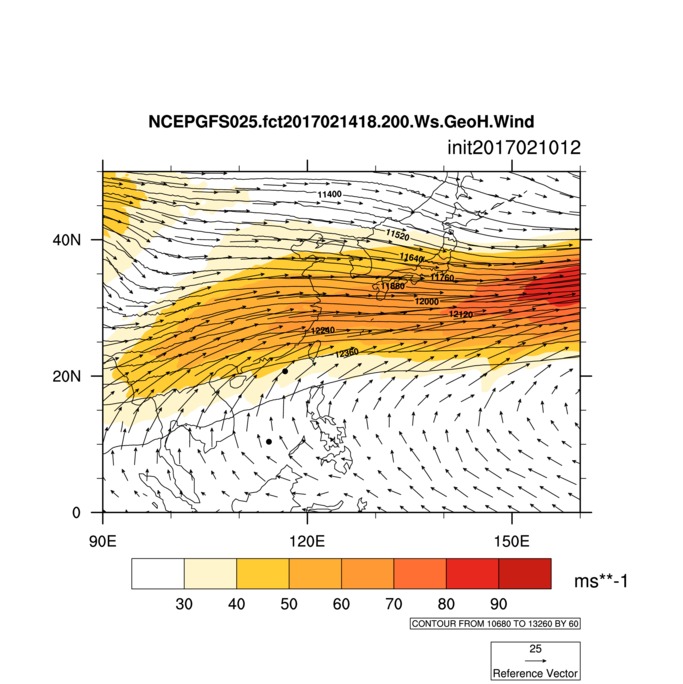 NCEPGFS025.fct2017021418.200.Ws.GeoH.Wind
init2017021012
11400
40N
11520
11640
11760
11880
12000
12120
12240
12360
20N
0
90E 120E 150E
30 40 50 60 70 80 90 ms**-1
CONTOUR FROM 10680 TO 13260 BY 60
25
Reference Vector